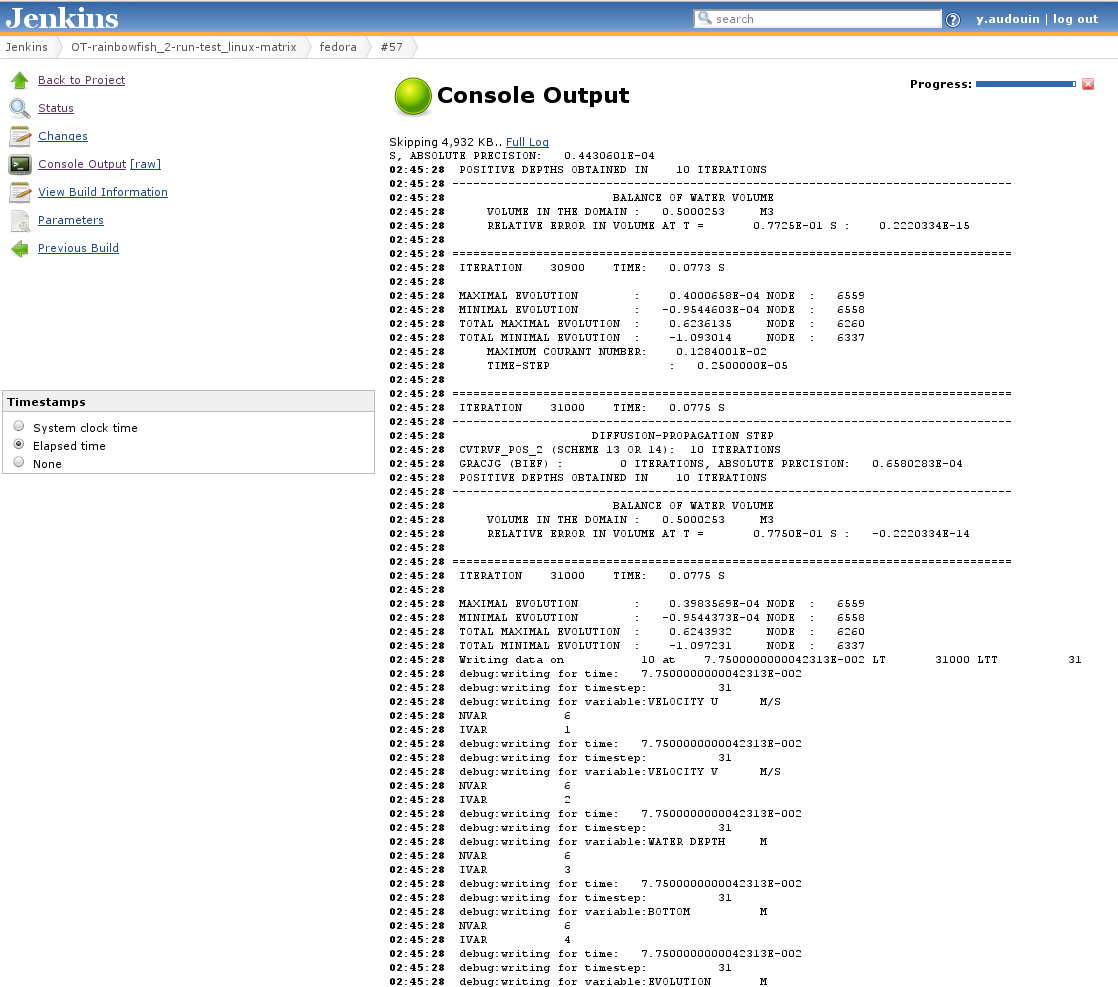 Jenkins
search
y.audouin | log out
Jenkins OT-rainbowfish_2-run-test_linux-matrix fedora #57
Back to Project
Status
Changes
Console Output [raw]
View Build Information
Parameters
Previous Build
Timestamps
System clock time
Elapsed time
None
Console Output
Progress:
Skipping 4,932 KB.. Full Log
S, ABSOLUTE PRECISION: 0.4430601E-04
02:45:28 POSITIVE DEPTHS OBTAINED IN 10 ITERATIONS
02:45:28 --------------------------------------------------------------------------------
02:45:28 BALANCE OF WATER VOLUME
02:45:28 VOLUME IN THE DOMAIN : 0.5000253 M3
02:45:28 RELATIVE ERROR IN VOLUME AT T = 0.7725E-01 S : 0.2220334E-15
02:45:28
02:45:28 ================================================================================
02:45:28 ITERATION 30900 TIME: 0.0773 S
02:45:28
02:45:28 MAXIMAL EVOLUTION : 0.4000658E-04 NODE : 6559
02:45:28 MINIMAL EVOLUTION : -0.9544603E-04 NODE : 6558
02:45:28 TOTAL MAXIMAL EVOLUTION : 0.6236135 NODE : 6260
02:45:28 TOTAL MINIMAL EVOLUTION : -1.093014 NODE : 6337
02:45:28 MAXIMUM COURANT NUMBER: 0.1284001E-02
02:45:28 TIME-STEP : 0.2500000E-05
02:45:28
02:45:28 ================================================================================
02:45:28 ITERATION 31000 TIME: 0.0775 S
02:45:28 --------------------------------------------------------------------------------
02:45:28 DIFFUSION-PROPAGATION STEP
02:45:28 CVTRVF_POS_2 (SCHEME 13 OR 14): 10 ITERATIONS
02:45:28 GRACJG (BIEF) : 0 ITERATIONS, ABSOLUTE PRECISION: 0.6580283E-04
02:45:28 POSITIVE DEPTHS OBTAINED IN 10 ITERATIONS
02:45:28 --------------------------------------------------------------------------------
02:45:28 BALANCE OF WATER VOLUME
02:45:28 VOLUME IN THE DOMAIN : 0.5000253 M3
02:45:28 RELATIVE ERROR IN VOLUME AT T = 0.7750E-01 S : -0.2220334E-14
02:45:28
02:45:28 ================================================================================
02:45:28 ITERATION 31000 TIME: 0.0775 S
02:45:28
02:45:28 MAXIMAL EVOLUTION : 0.3983569E-04 NODE : 6559
02:45:28 MINIMAL EVOLUTION : -0.9544373E-04 NODE : 6558
02:45:28 TOTAL MAXIMAL EVOLUTION : 0.6243932 NODE : 6260
02:45:28 TOTAL MINIMAL EVOLUTION : -1.097231 NODE : 6337
02:45:28 Writing data on 10 at 7.7500000000042313E-002 LT 31000 LTT 31
02:45:28 debug:writing for time: 7.7500000000042313E-002
02:45:28 debug:writing for timestep: 31
02:45:28 debug:writing for variable:VELOCITY U M/S
02:45:28 NVAR 6
02:45:28 IVAR 1
02:45:28 debug:writing for time: 7.7500000000042313E-002
02:45:28 debug:writing for timestep: 31
02:45:28 debug:writing for variable:VELOCITY V M/S
02:45:28 NVAR 6
02:45:28 IVAR 2
02:45:28 debug:writing for time: 7.7500000000042313E-002
02:45:28 debug:writing for timestep: 31
02:45:28 debug:writing for variable:WATER DEPTH M
02:45:28 NVAR 6
02:45:28 IVAR 3
02:45:28 debug:writing for time: 7.7500000000042313E-002
02:45:28 debug:writing for timestep: 31
02:45:28 debug:writing for variable:BOTTOM M
02:45:28 NVAR 6
02:45:28 IVAR 4
02:45:28 debug:writing for time: 7.7500000000042313E-002
02:45:28 debug:writing for timestep: 31
02:45:28 debug:writing for variable:EVOLUTION M